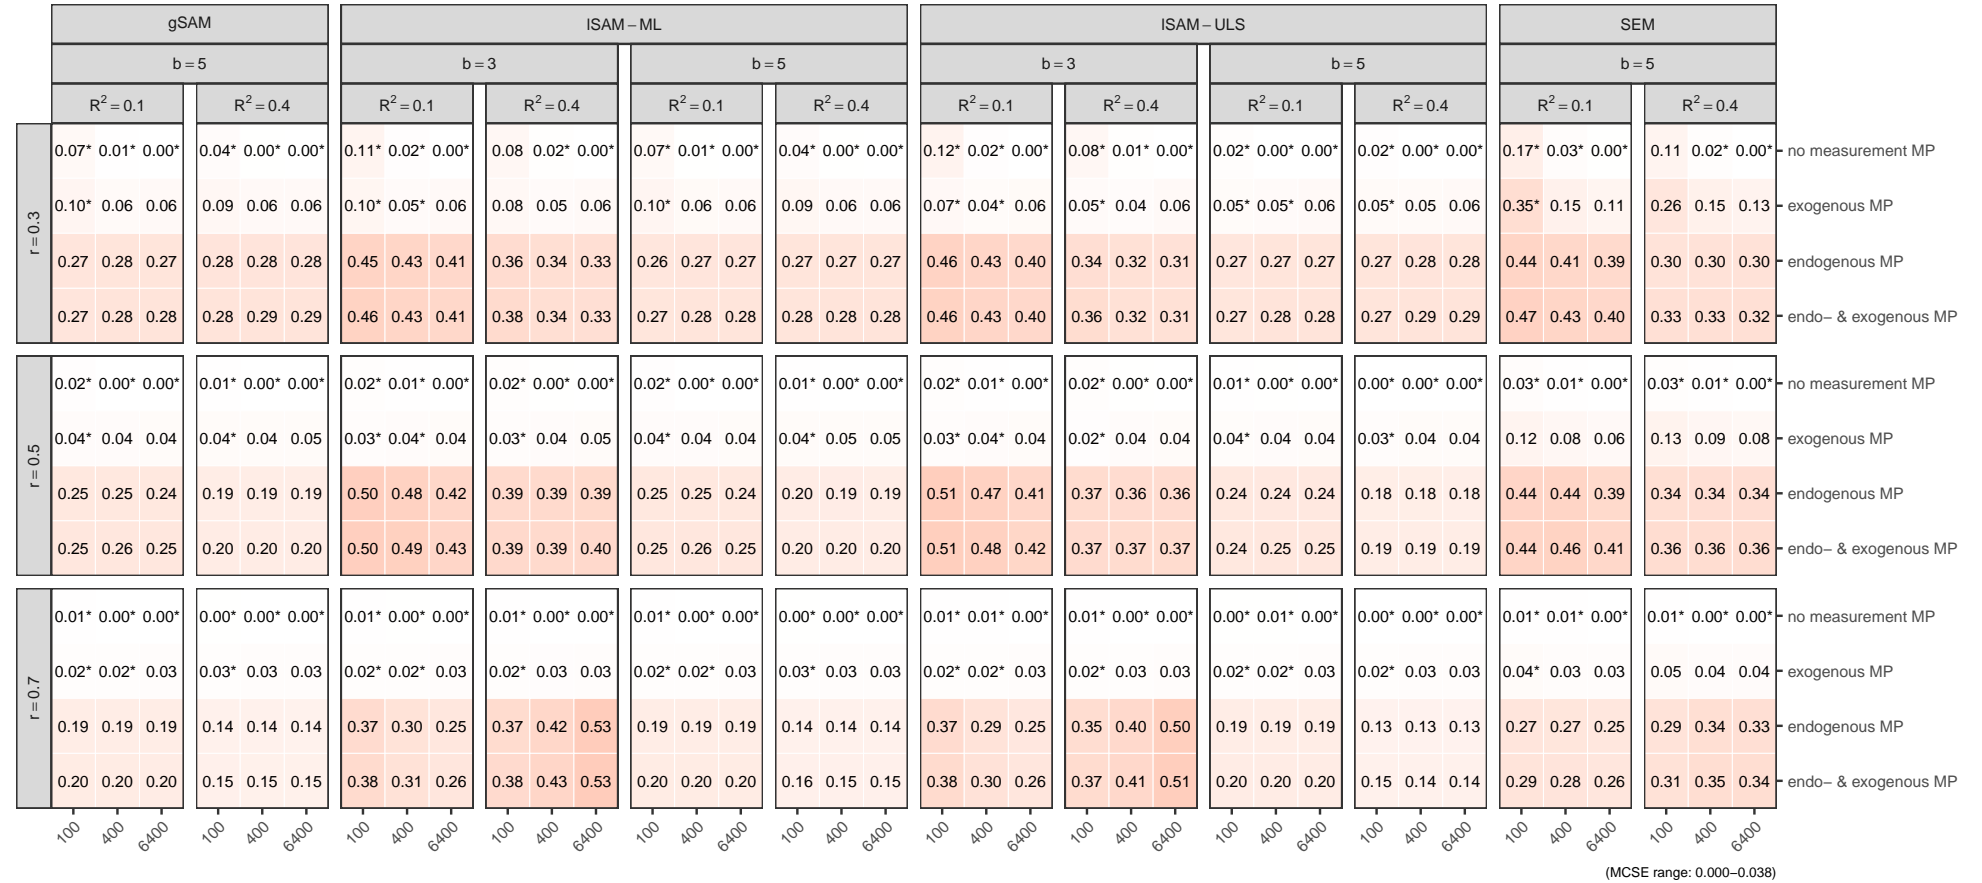 gSAM lSAM – ML lSAM – ULS SEM
b = 5 b = 3 b = 5 b = 3 b = 5 b = 5
R² = 0.1 R² = 0.4 R² = 0.1 R² = 0.4 R² = 0.1 R² = 0.4 R² = 0.1 R² = 0.4 R² = 0.1 R² = 0.4 R² = 0.1 R² = 0.4
r = 0.3
0.07* 0.01* 0.00* 0.04* 0.00* 0.00* 0.11* 0.02* 0.00* 0.08 0.02* 0.00* 0.07* 0.01* 0.00* 0.04* 0.00* 0.00* 0.12* 0.02* 0.00* 0.08* 0.01* 0.00* 0.02* 0.00* 0.00* 0.02* 0.00* 0.00* 0.17* 0.03* 0.00* 0.11 0.02* 0.00* no measurement MP
0.10* 0.06 0.06 0.09 0.06 0.06 0.10* 0.05* 0.06 0.08 0.05 0.06 0.10* 0.06 0.06 0.09 0.06 0.06 0.07* 0.04* 0.06 0.05* 0.04 0.06 0.05* 0.05* 0.06 0.05* 0.05 0.06 0.35* 0.15 0.11 0.26 0.15 0.13 exogenous MP
0.27 0.28 0.27 0.28 0.28 0.28 0.45 0.43 0.41 0.36 0.34 0.33 0.26 0.27 0.27 0.27 0.27 0.27 0.46 0.43 0.40 0.34 0.32 0.31 0.27 0.27 0.27 0.27 0.28 0.28 0.44 0.41 0.39 0.30 0.30 0.30 endogenous MP
0.27 0.28 0.28 0.28 0.29 0.29 0.46 0.43 0.41 0.38 0.34 0.33 0.27 0.28 0.28 0.28 0.28 0.28 0.46 0.43 0.40 0.36 0.32 0.31 0.27 0.28 0.28 0.27 0.29 0.29 0.47 0.43 0.40 0.33 0.33 0.32 endo– & exogenous MP
r = 0.5
0.02* 0.00* 0.00* 0.01* 0.00* 0.00* 0.02* 0.01* 0.00* 0.02* 0.00* 0.00* 0.02* 0.00* 0.00* 0.01* 0.00* 0.00* 0.02* 0.01* 0.00* 0.02* 0.00* 0.00* 0.01* 0.00* 0.00* 0.00* 0.00* 0.00* 0.03* 0.01* 0.00* 0.03* 0.01* 0.00* no measurement MP
0.04* 0.04 0.04 0.04* 0.04 0.05 0.03* 0.04* 0.04 0.03* 0.04 0.05 0.04* 0.04 0.04 0.04* 0.05 0.05 0.03* 0.04* 0.04 0.02* 0.04 0.04 0.04* 0.04 0.04 0.03* 0.04 0.04 0.12 0.08 0.06 0.13 0.09 0.08 exogenous MP
0.25 0.25 0.24 0.19 0.19 0.19 0.50 0.48 0.42 0.39 0.39 0.39 0.25 0.25 0.24 0.20 0.19 0.19 0.51 0.47 0.41 0.37 0.36 0.36 0.24 0.24 0.24 0.18 0.18 0.18 0.44 0.44 0.39 0.34 0.34 0.34 endogenous MP
0.25 0.26 0.25 0.20 0.20 0.20 0.50 0.49 0.43 0.39 0.39 0.40 0.25 0.26 0.25 0.20 0.20 0.20 0.51 0.48 0.42 0.37 0.37 0.37 0.24 0.25 0.25 0.19 0.19 0.19 0.44 0.46 0.41 0.36 0.36 0.36 endo– & exogenous MP
r = 0.7
0.01* 0.00* 0.00* 0.00* 0.00* 0.00* 0.01* 0.00* 0.00* 0.01* 0.00* 0.00* 0.01* 0.00* 0.00* 0.00* 0.00* 0.00* 0.01* 0.01* 0.00* 0.01* 0.00* 0.00* 0.00* 0.01* 0.00* 0.00* 0.00* 0.00* 0.01* 0.01* 0.00* 0.01* 0.00* 0.00* no measurement MP
0.02* 0.02* 0.03 0.03* 0.03 0.03 0.02* 0.02* 0.03 0.02* 0.03 0.03 0.02* 0.02* 0.03 0.03* 0.03 0.03 0.02* 0.02* 0.03 0.02* 0.03 0.03 0.02* 0.02* 0.03 0.02* 0.03 0.03 0.04* 0.03 0.03 0.05 0.04 0.04 exogenous MP
0.19 0.19 0.19 0.14 0.14 0.14 0.37 0.30 0.25 0.37 0.42 0.53 0.19 0.19 0.19 0.14 0.14 0.14 0.37 0.29 0.25 0.35 0.40 0.50 0.19 0.19 0.19 0.13 0.13 0.13 0.27 0.27 0.25 0.29 0.34 0.33 endogenous MP
0.20 0.20 0.20 0.15 0.15 0.15 0.38 0.31 0.26 0.38 0.43 0.53 0.20 0.20 0.20 0.16 0.15 0.15 0.38 0.30 0.26 0.37 0.41 0.51 0.20 0.20 0.20 0.15 0.14 0.14 0.29 0.28 0.26 0.31 0.35 0.34 endo– & exogenous MP
100 400 6400 100 400 6400 100 400 6400 100 400 6400 100 400 6400 100 400 6400 100 400 6400 100 400 6400 100 400 6400 100 400 6400 100 400 6400 100 400 6400
(MCSE range: 0.000–0.038)